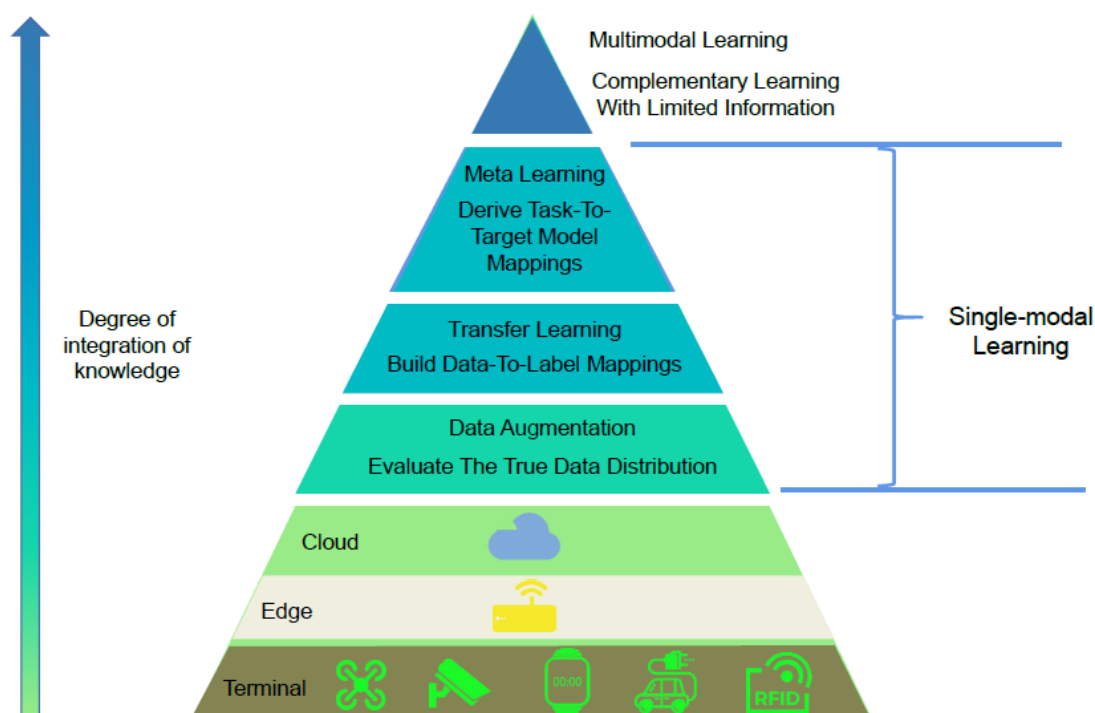 Multimodal Learning
Complementary Learning
With Limited Information
Meta Learning
Derive Task-To-
Target Model
Mappings
Degree of
integration of
knowledge
Transfer Learning
Build Data-To-Label Mappings
Single-modal
Learning
Data Augmentation
Evaluate The True Data Distribution
Cloud
Edge
Terminal
00:00
RFID